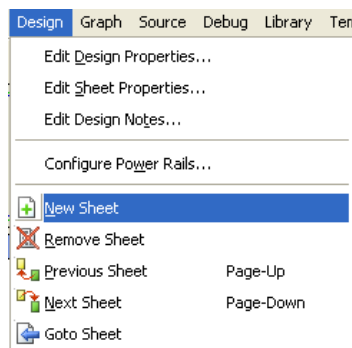 Design Graph Source Debug Library
Edit Design Properties...
Edit Sheet Properties...
Edit Design Notes...
Configure Power Rails...
New Sheet
Remove Sheet
Previous Sheet Page-Up
Next Sheet Page-Down
Goto Sheet